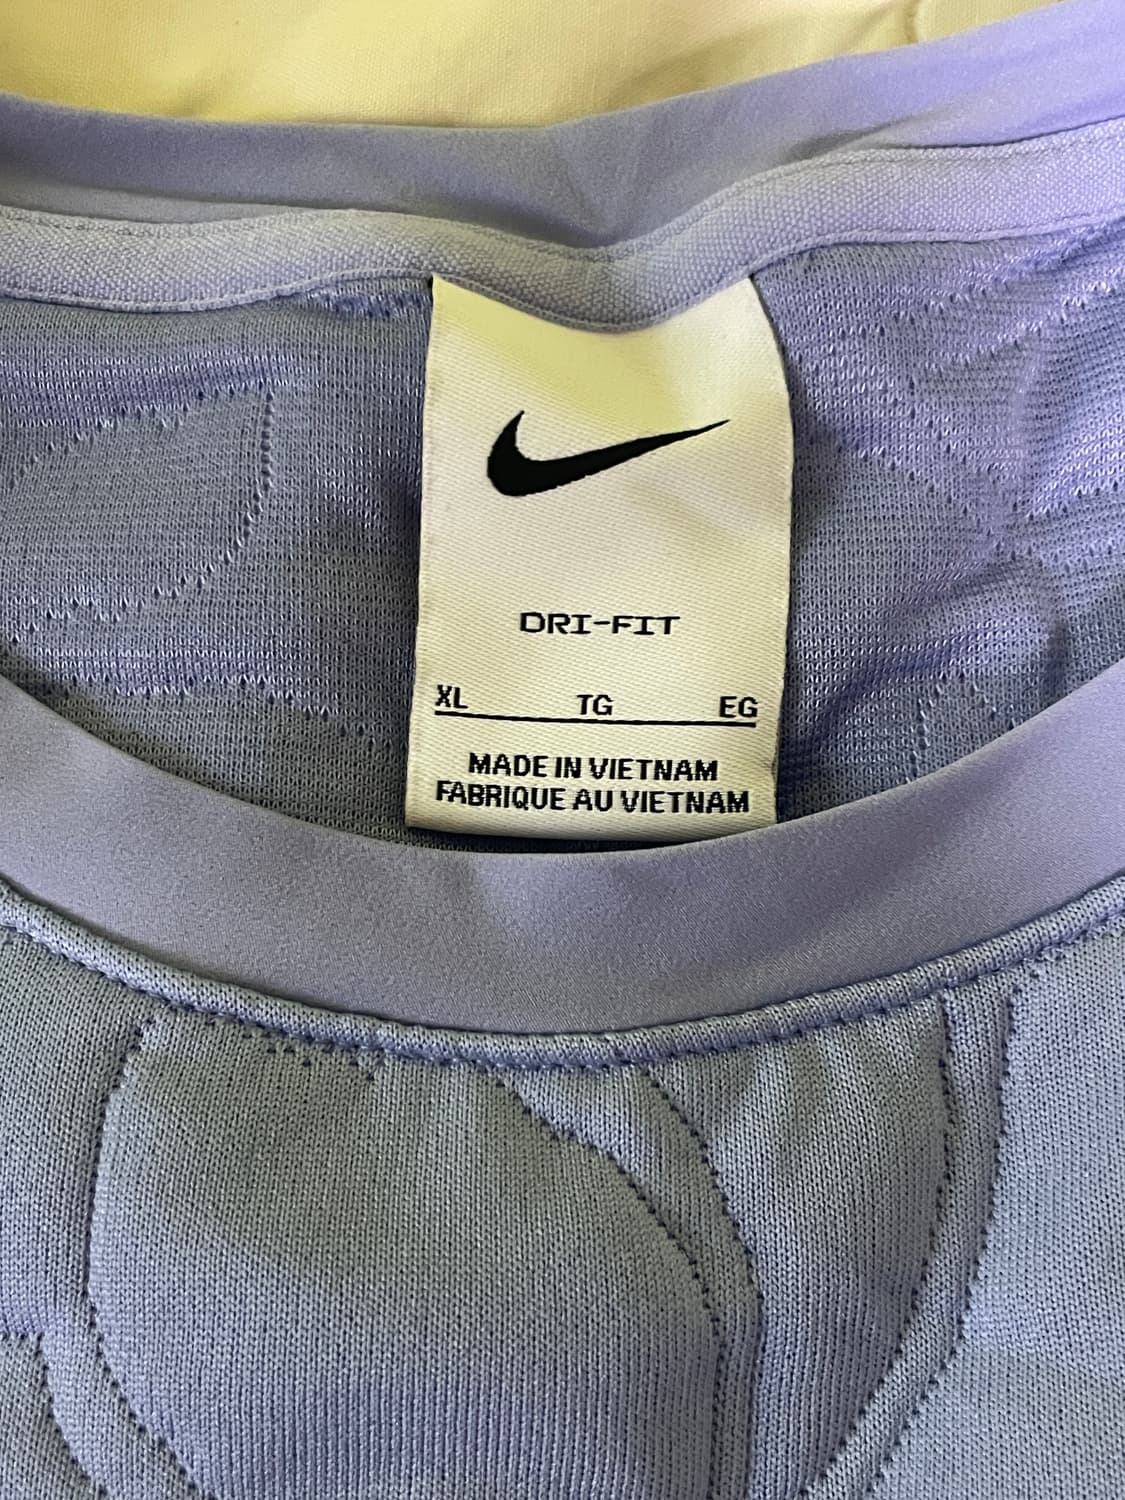 DRI-FIT
XL TG EG
MADE IN VIETNAM
FABRIQUE AU VIETNAM